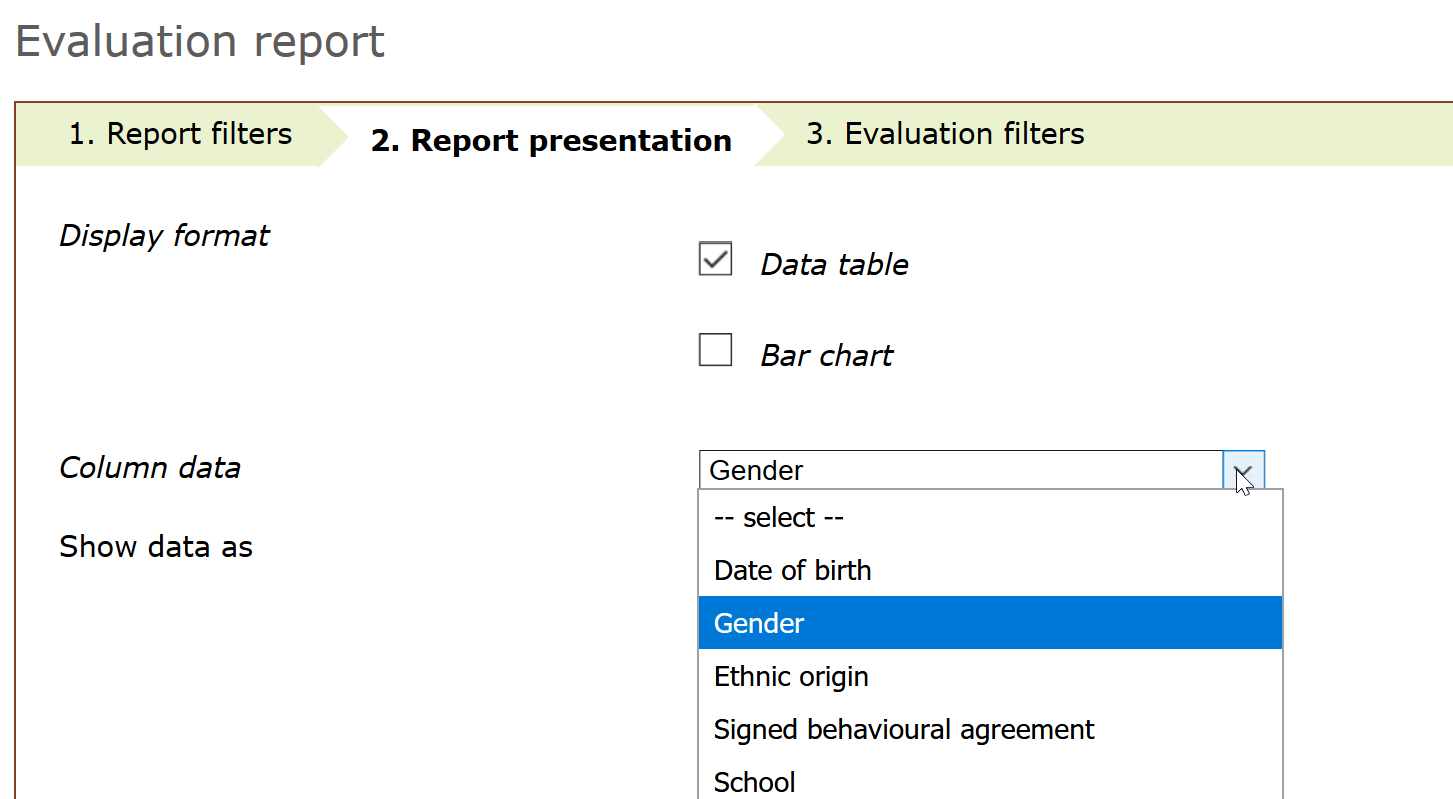 Evaluation report
1. Report filters
2. Report presentation
3. Evaluation filters
Display format
Data table
Bar chart
Column data
Gender
-- select --
Show data as
Date of birth
Gender
Ethnic origin
Signed behavioural agreement
School